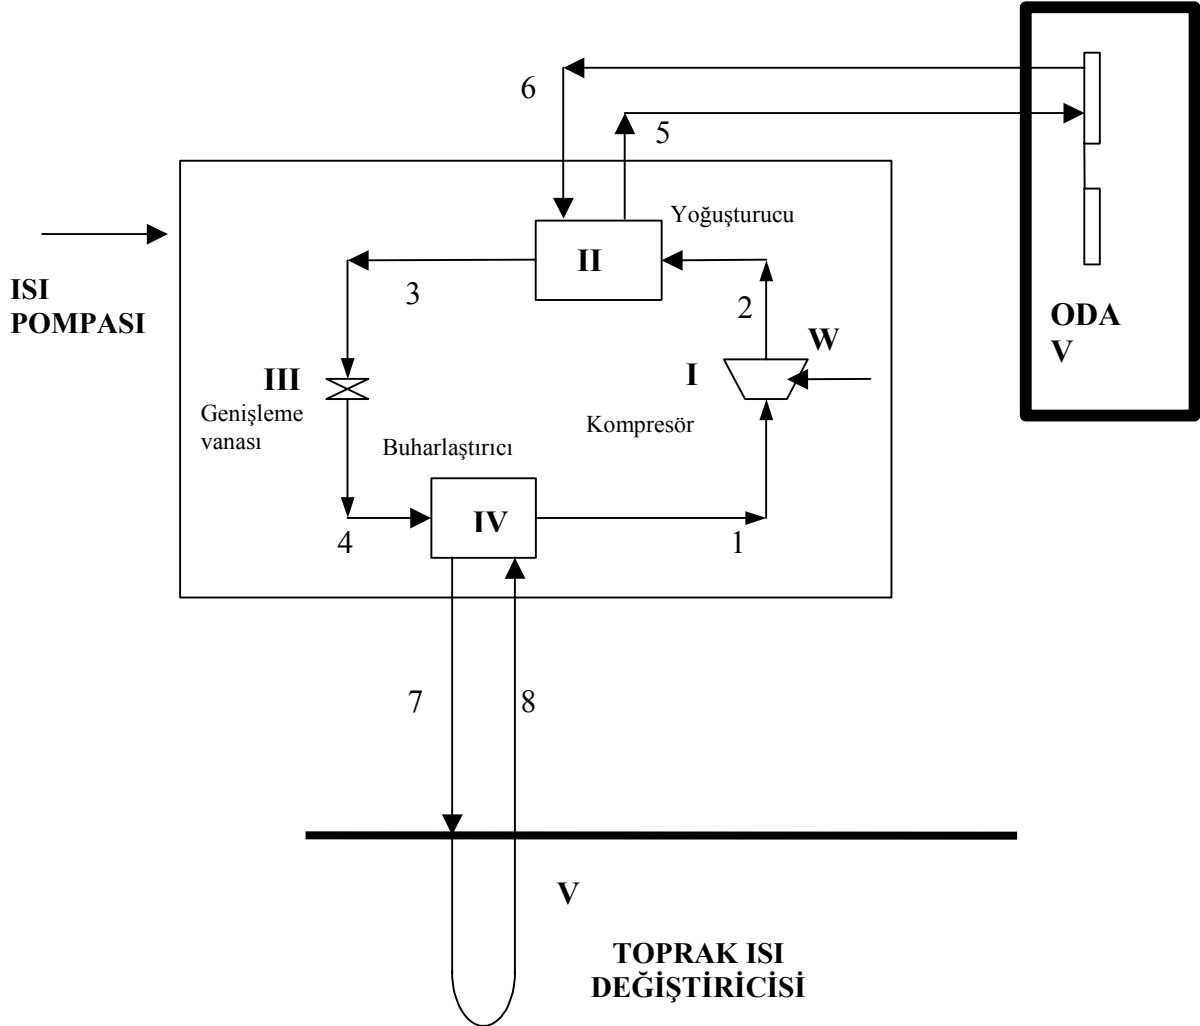 6
5
Yoğuşturucu
II
ISI
POMPASI
3
2
ODA
V
W
III
I
Genişleme
vanası
Kompresör
Buharlaştırıcı
IV
4
1
7
8
V
TOPRAK ISI
DEĞİŞTİRİCİSİ